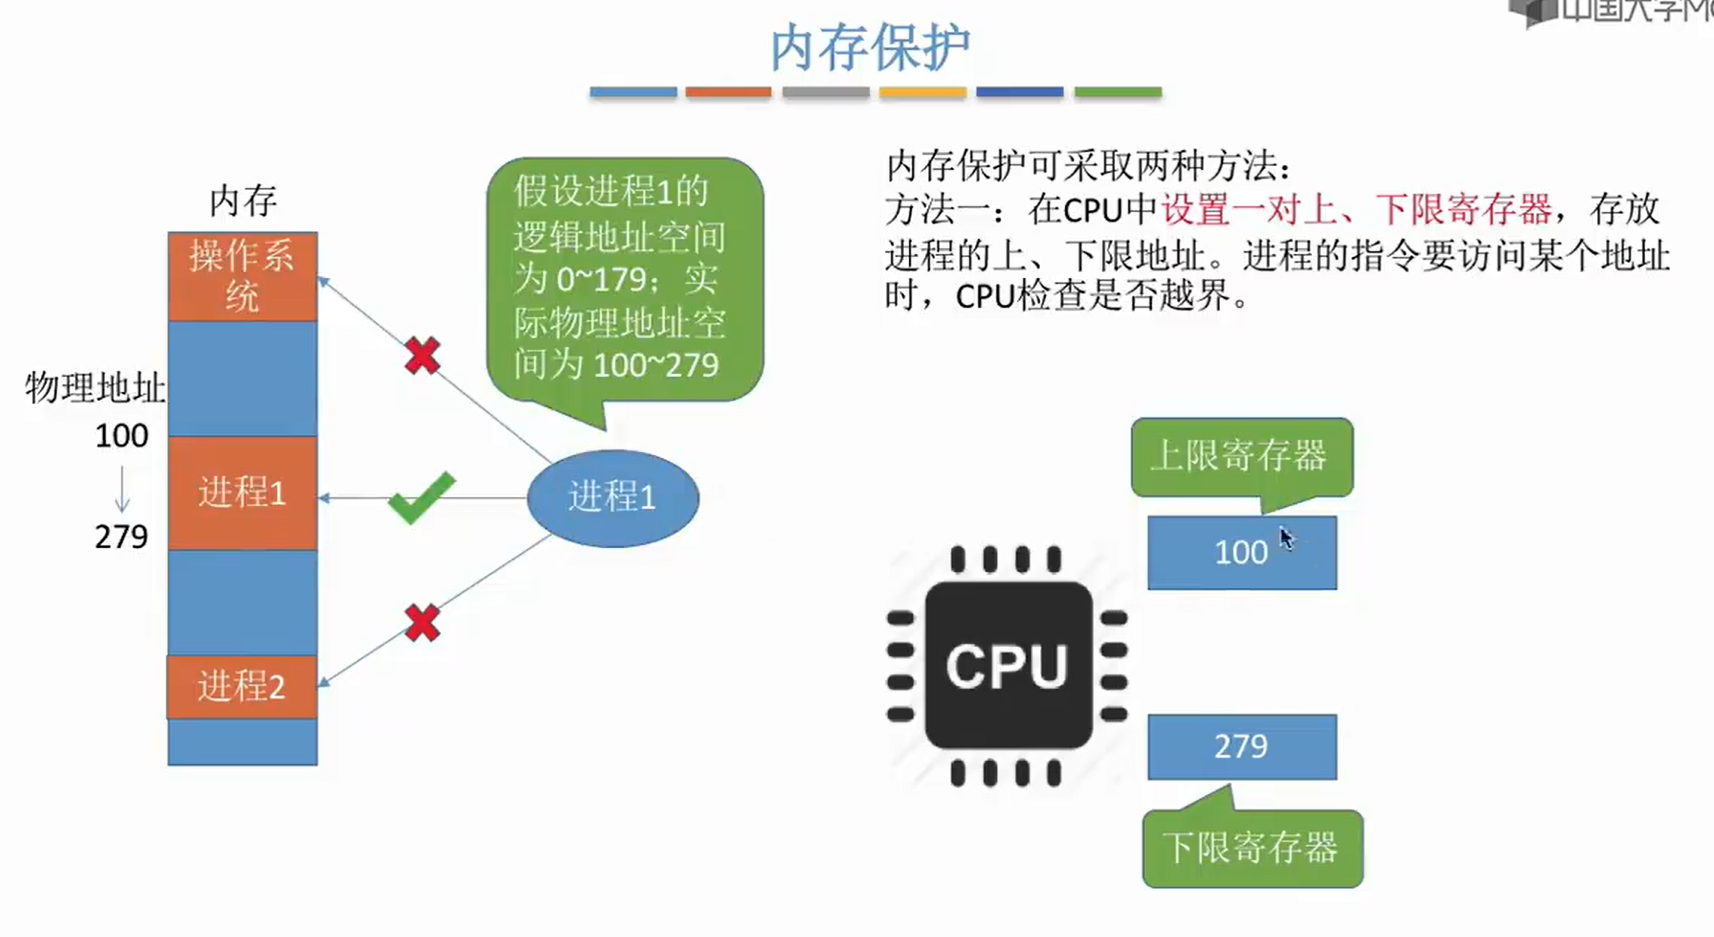 中国大学M
内存保护
内存保护可采取两种方法：
方法一：在CPU中设置一对上、下限寄存器，存放
进程的上、下限地址。进程的指令要访问某个地址
时，CPU检查是否越界。
内存
操作系
统
物理地址
100
279
进程1
进程2
假设进程1的
逻辑地址空间
为 0~179；实
际物理地址空
间为 100~279
进程1
上限寄存器
100
CPU
279
下限寄存器